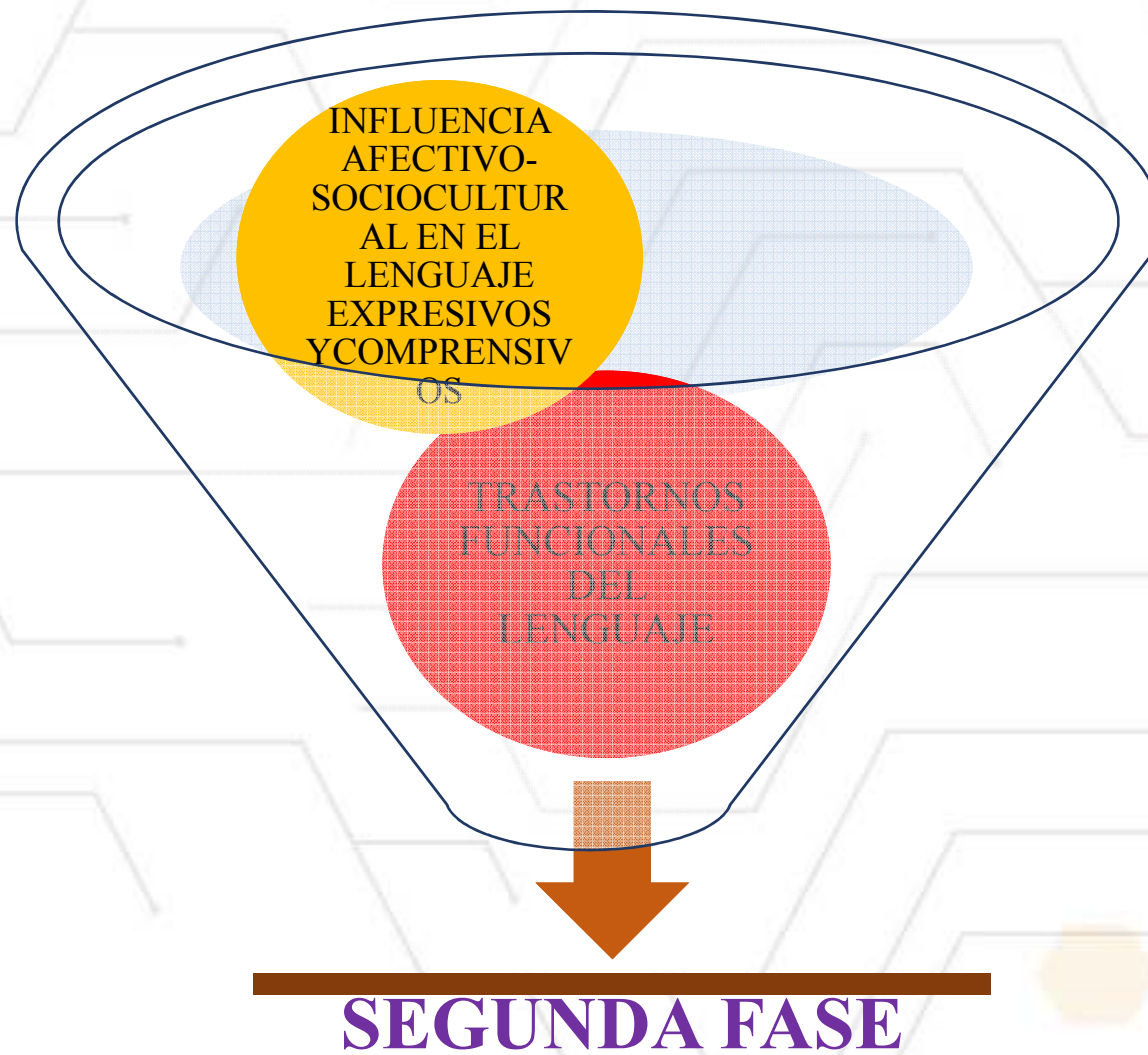 INFLUENCIA
AFECTIVO-
SOCIOCULTUR
AL EN EL
LENGUAJE
EXPRESIVOS
YCOMPRENSIV
OS
TRASTORNOS
FUNCIONALES
DEL
LENGUAJE
SEGUNDA FASE